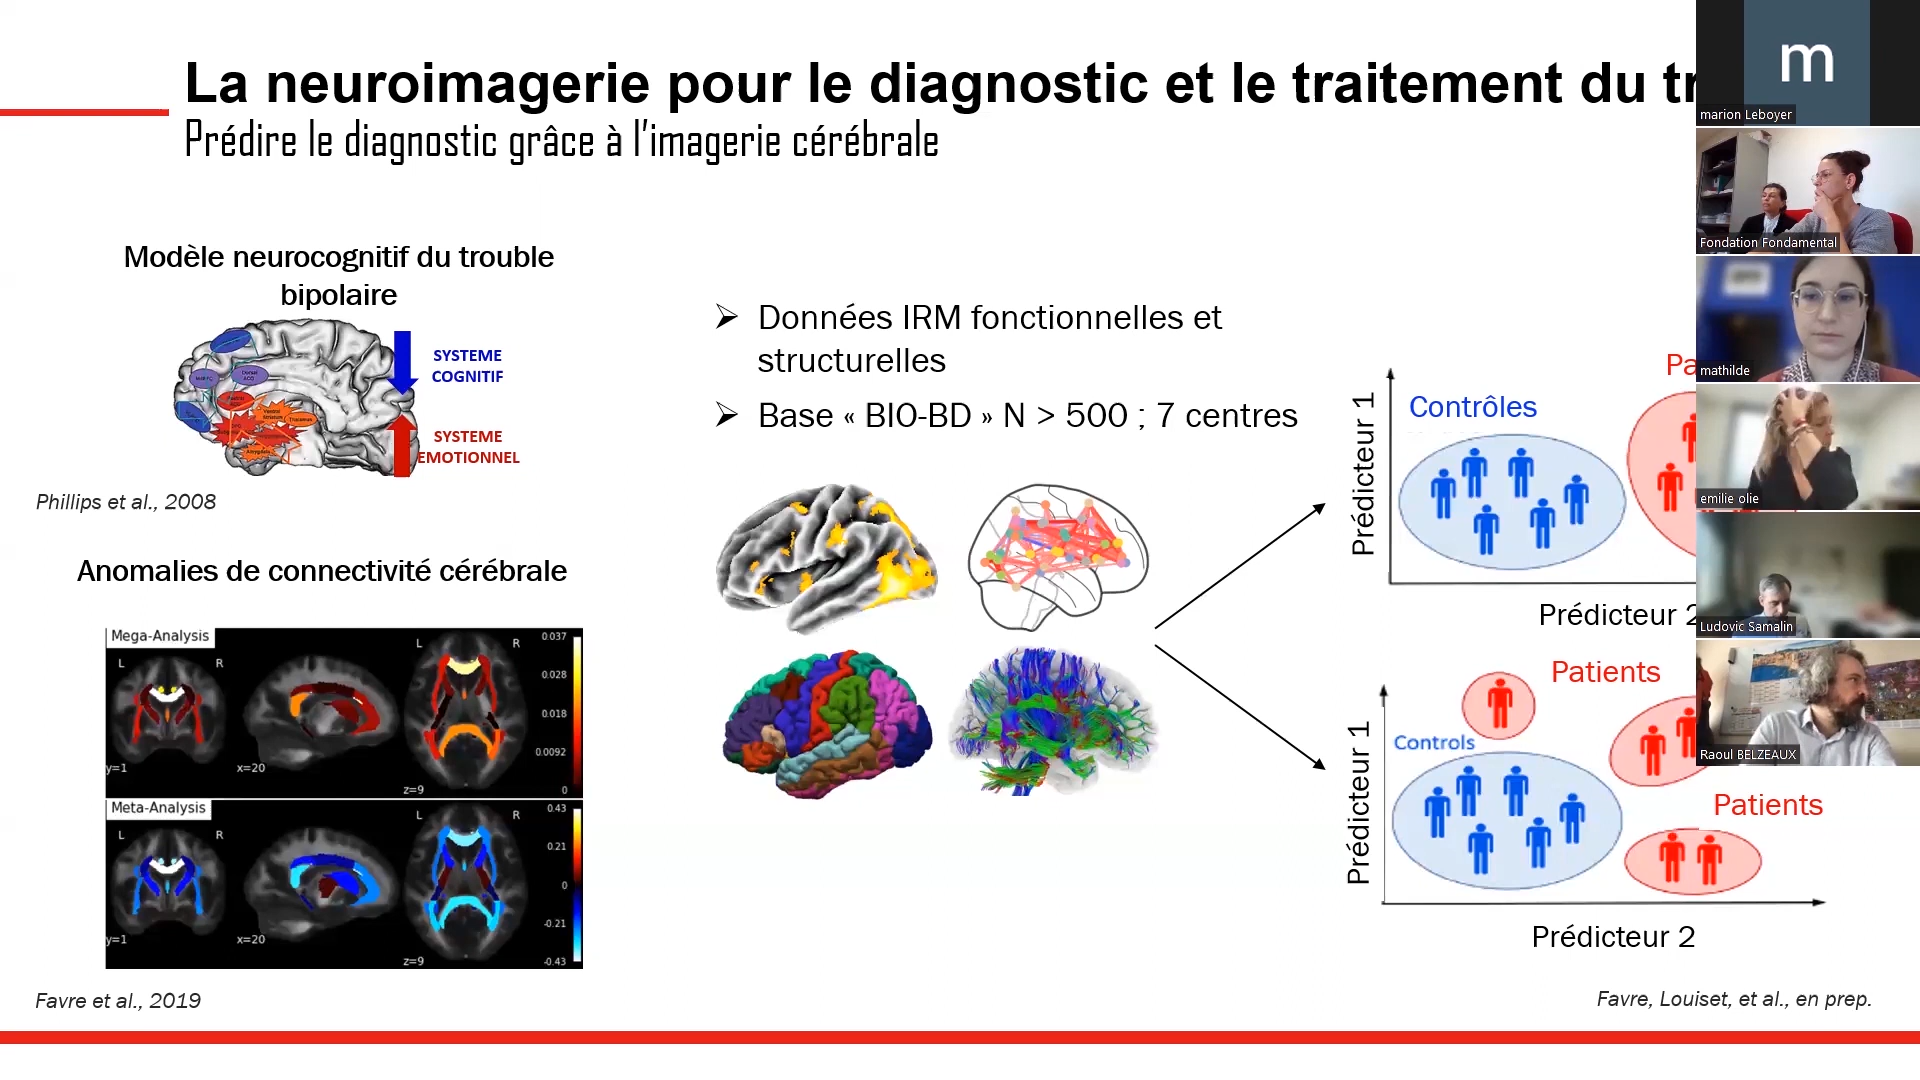 La neuroimagerie pour le diagnostic et le traitement du tr
Prédire le diagnostic grâce à l'imagerie cérébrale
Modèle neurocognitif du trouble
bipolaire
SYSTEME
COGNITIF
SYSTEME
EMOTIONNEL
Phillips et al., 2008
Anomalies de connectivité cérébrale
Mega-Analysis
L
R
L
R
y=1
x=20
z=9
0.037
0.028
0.018
0.0092
0
Meta-Analysis
L
R
L
R
y=1
x=20
z=9
0.43
0.21
0
-0.21
-0.43
Favre et al., 2019
➢ Données IRM fonctionnelles et
structurelles
➢ Base « BIO-BD » N > 500 ; 7 centres
Contrôles
Pa
Prédicteur 1
Prédicteur 2
Patients
Controls
Patients
Prédicteur 1
Prédicteur 2
Favre, Louiset, et al., en prep.
m
marion Leboyer
Fondation Fondamental
mathilde
emilie olie
Ludovic Samalin
Raoul BELZEAUX